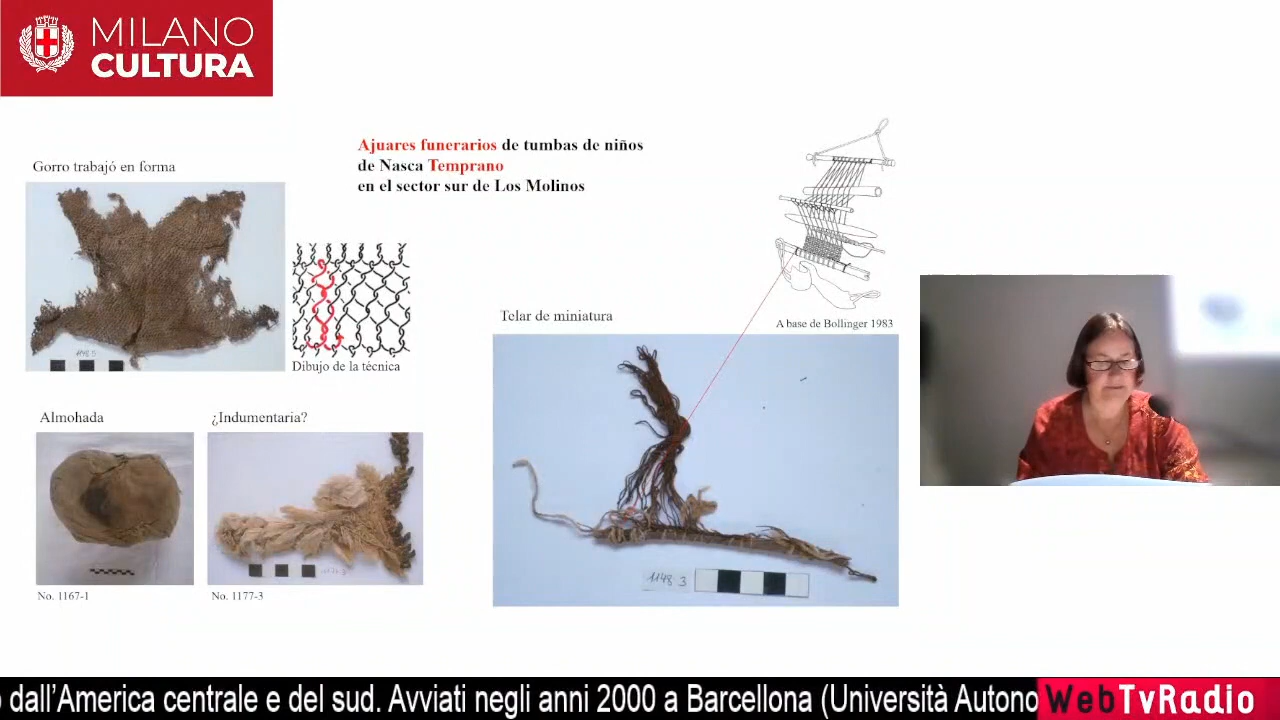 MILANO
CULTURA
Ajuares funerarios de tumbas de niños
de Nasca Temprano
en el sector sur de Los Molinos
Gorro trabajó en forma
Dibujo de la técnica
Telar de miniatura
A base de Bollinger 1983
Almohada
¿Indumentaria?
1148 3
No. 1167-1
No. 1177-3
dall'America centrale e del sud. Avviati negli anni 2000 a Barcellona (Università Autono
WebTvRadio